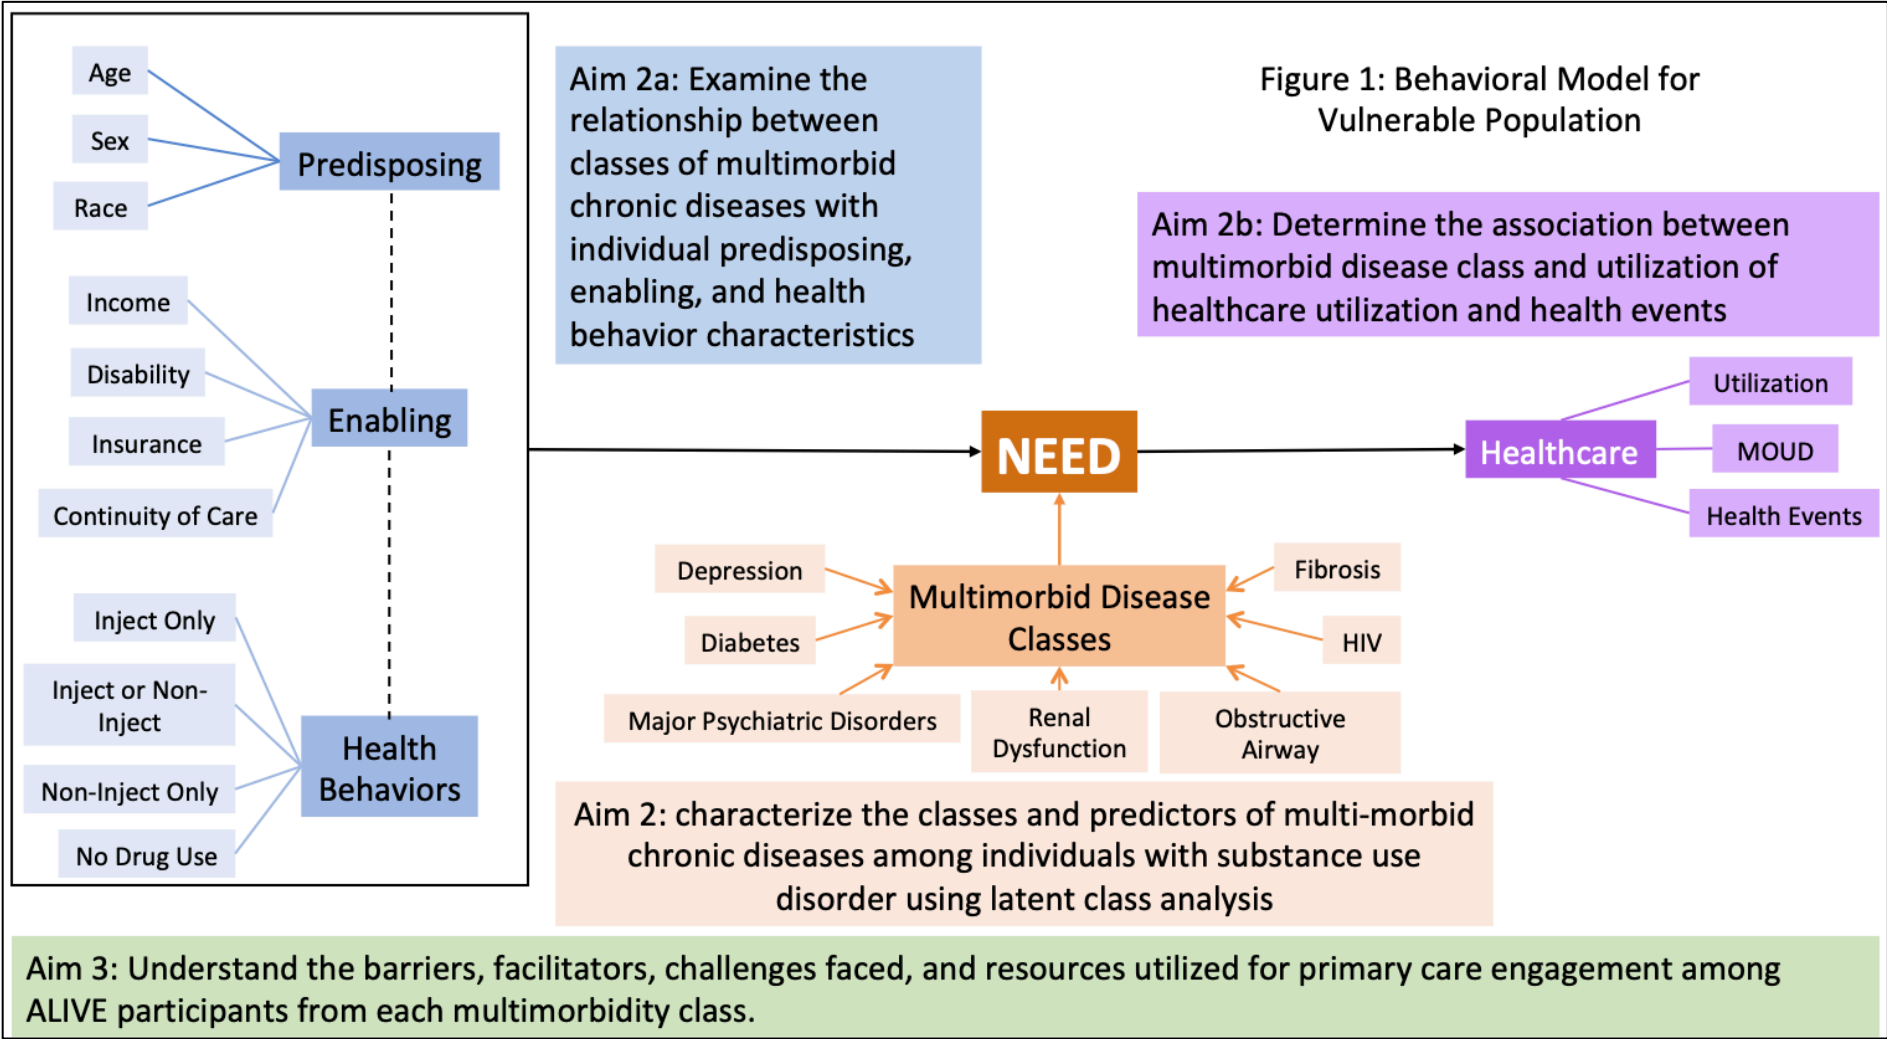 Figure 1: Behavioral Model for
Vulnerable Population
Age
Sex
Race
Predisposing
Income
Disability
Insurance
Continuity of Care
Enabling
Inject Only
Inject or Non-
Inject
Non-Inject Only
No Drug Use
Health
Behaviors
Aim 2a: Examine the
relationship between
classes of multimorbid
chronic diseases with
individual predisposing,
enabling, and health
behavior characteristics
Aim 2b: Determine the association between
multimorbid disease class and utilization of
healthcare utilization and health events
NEED
Healthcare
Utilization
MOUD
Health Events
Multimorbid Disease
Classes
Depression
Diabetes
Major Psychiatric Disorders
Renal
Dysfunction
Obstructive
Airway
HIV
Fibrosis
Aim 2: characterize the classes and predictors of multi-morbid
chronic diseases among individuals with substance use
disorder using latent class analysis
Aim 3: Understand the barriers, facilitators, challenges faced, and resources utilized for primary care engagement among
ALIVE participants from each multimorbidity class.